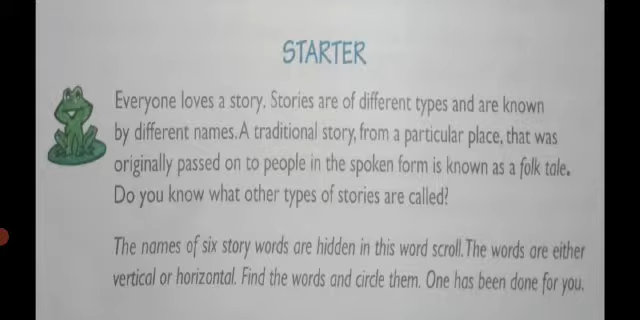 STARTER
Everyone loves a story. Stories are of different types and are known
by different names. A traditional story, from a particular place, that was
originally passed on to people in the spoken form is known as a folk tale.
Do you know what other types of stories are called?
The names of six story words are hidden in this word scroll. The words are either
vertical or horizontal. Find the words and circle them. One has been done for you.